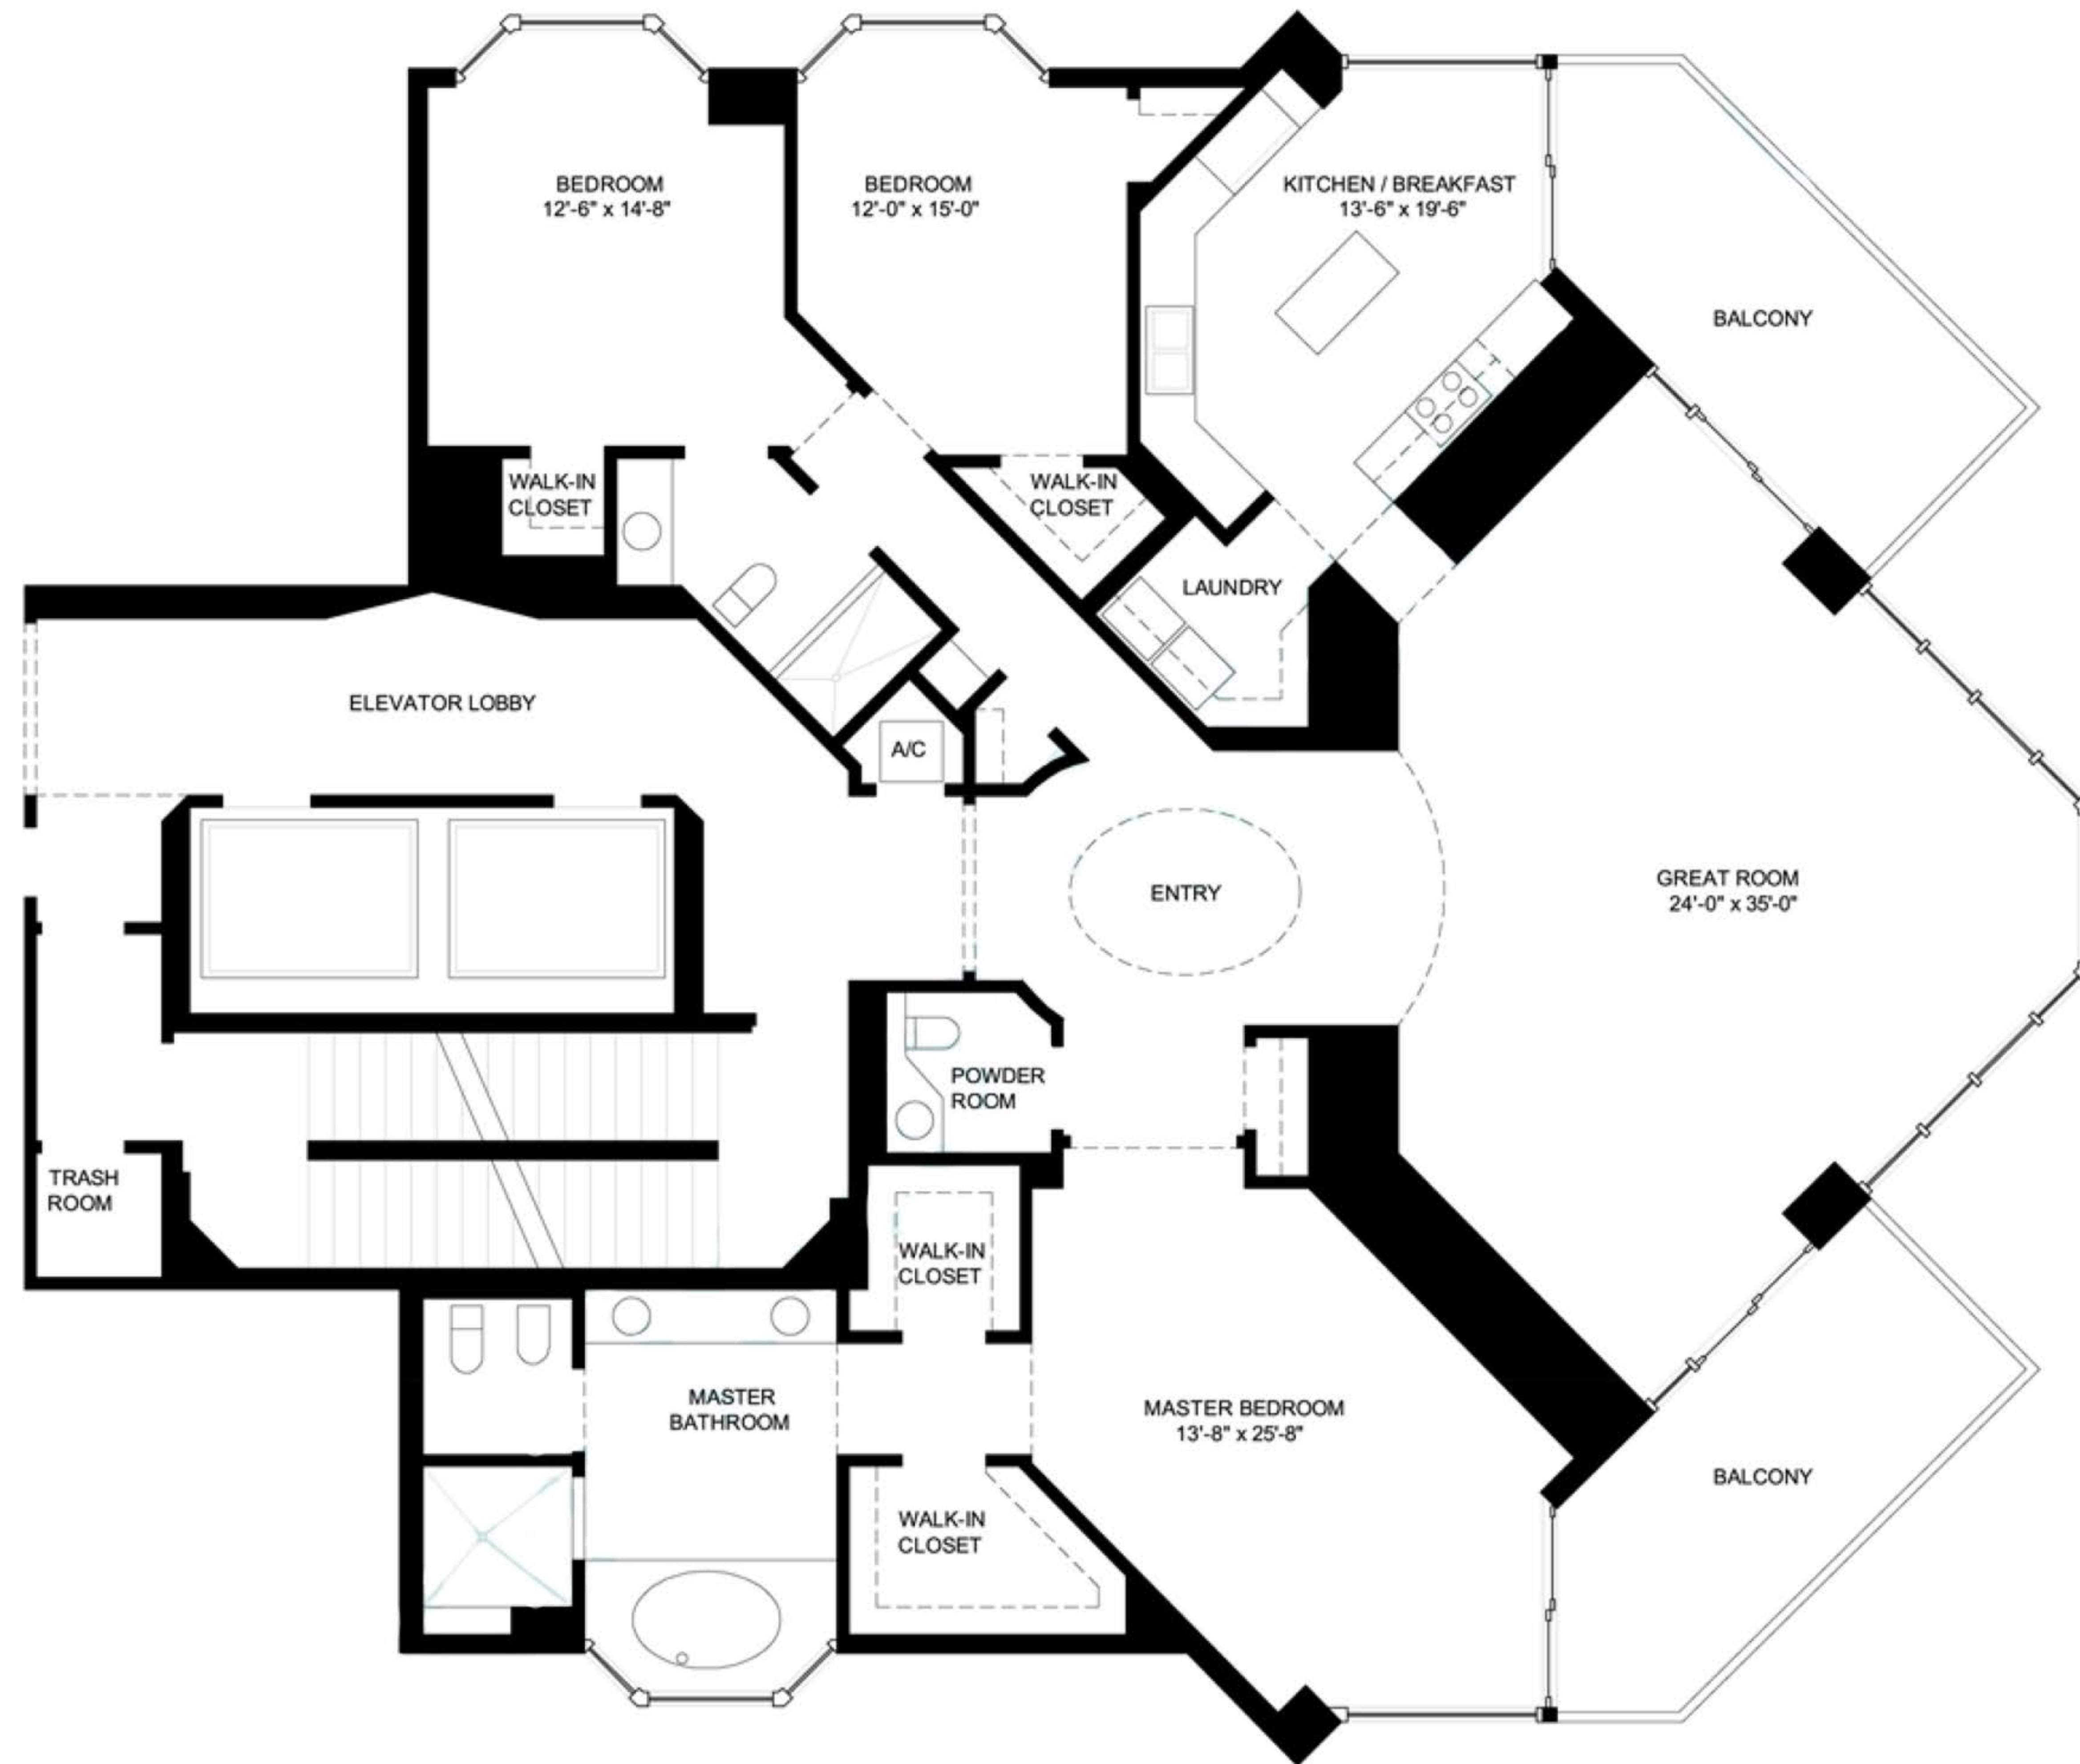 BEDROOM
12'-6" x 14'-8"
BEDROOM
12'-0" x 15'-0"
KITCHEN / BREAKFAST
13'-6" x 19'-6"
BALCONY
WALK-IN
CLOSET
WALK-IN
CLOSET
LAUNDRY
ELEVATOR LOBBY
A/C
ENTRY
GREAT ROOM
24'-0" x 35'-0"
POWDER
ROOM
TRASH
ROOM
WALK-IN
CLOSET
MASTER
BATHROOM
MASTER BEDROOM
13'-8" x 25'-8"
BALCONY
WALK-IN
CLOSET